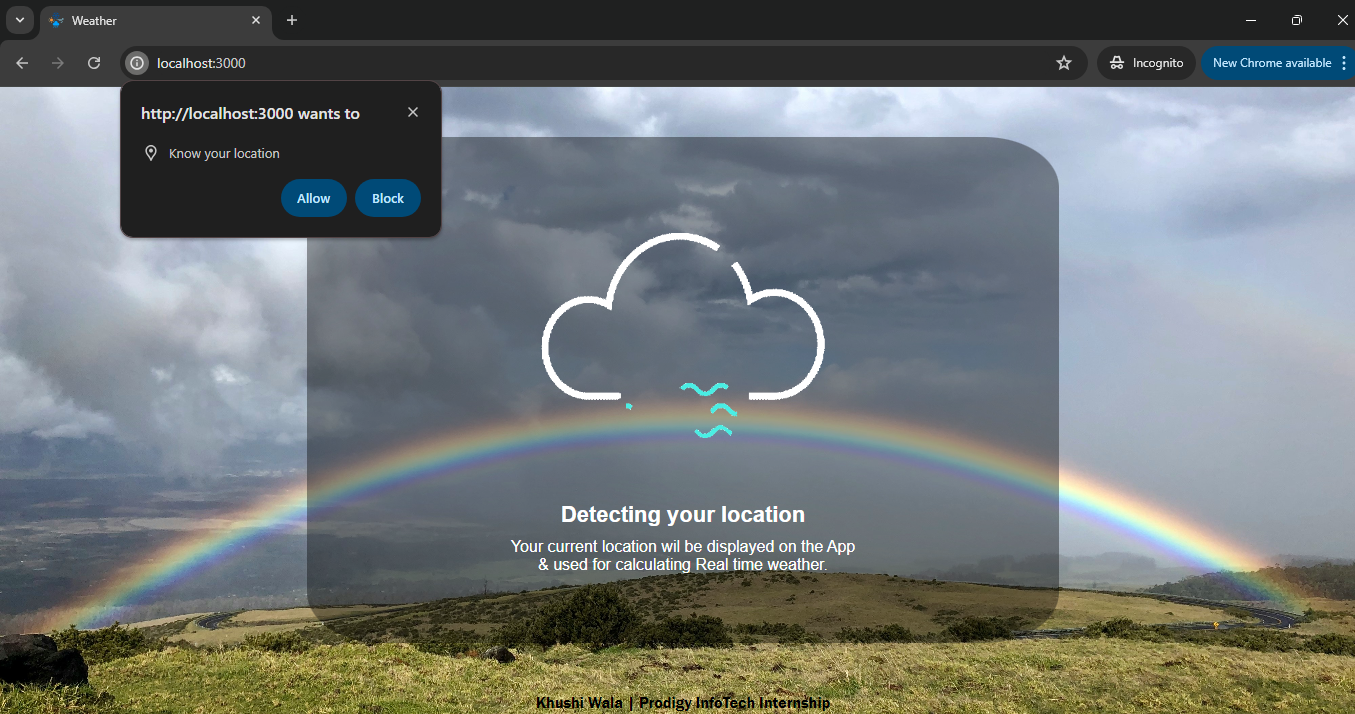 Weather
localhost:3000
Incognito
New Chrome available
http://localhost:3000 wants to
Know your location
Allow
Block
Detecting your location
Your current location wil be displayed on the App
& used for calculating Real time weather.
Khushi Wala | Prodigy InfoTech Internship